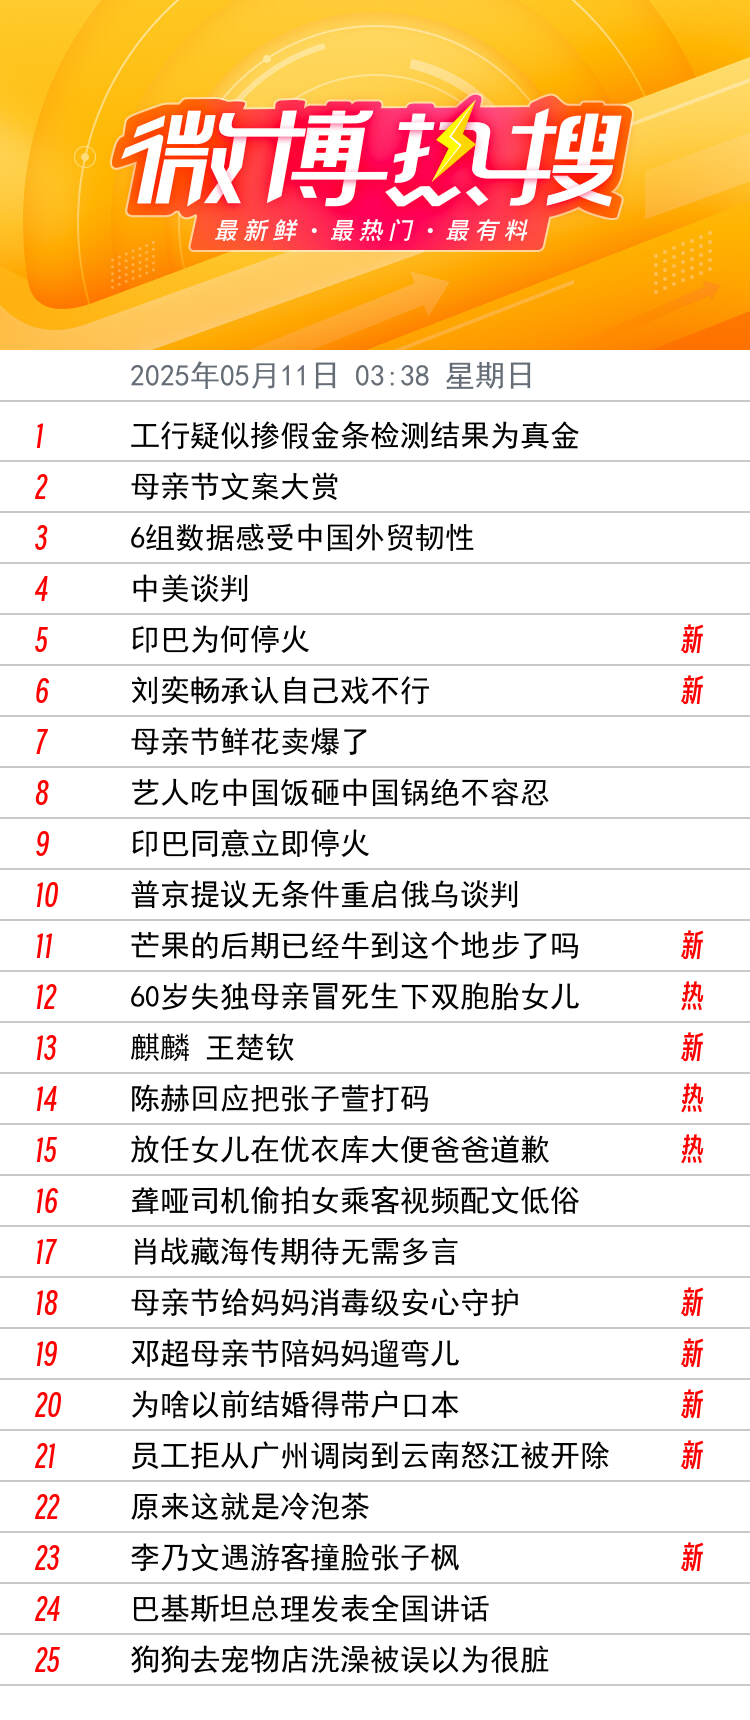 微博热搜
最新鲜·最热门·最有料
2025年05月11日 03:38 星期日
1 工行疑似掺假金条检测结果为真金
2 母亲节文案大赏
3 6组数据感受中国外贸韧性
4 中美谈判
5 印巴为何停火 新
6 刘奕畅承认自己戏不行 新
7 母亲节鲜花卖爆了
8 艺人吃中国饭砸中国锅绝不容忍
9 印巴同意立即停火
10 普京提议无条件重启俄乌谈判
11 芒果的后期已经牛到这个地步了吗 新
12 60岁失独母亲冒死生下双胞胎女儿 热
13 麒麟 王楚钦 新
14 陈赫回应把张子萱打码 热
15 放任女儿在优衣库大便爸爸道歉 热
16 聋哑司机偷拍女乘客视频配文低俗
17 肖战藏海传期待无需多言
18 母亲节给妈妈消毒级安心守护 新
19 邓超母亲节陪妈妈遛弯儿 新
20 为啥以前结婚得带户口本 新
21 员工拒从广州调岗到云南怒江被开除 新
22 原来这就是冷泡茶
23 李乃文遇游客撞脸张子枫 新
24 巴基斯坦总理发表全国讲话
25 狗狗去宠物店洗澡被误以为很脏